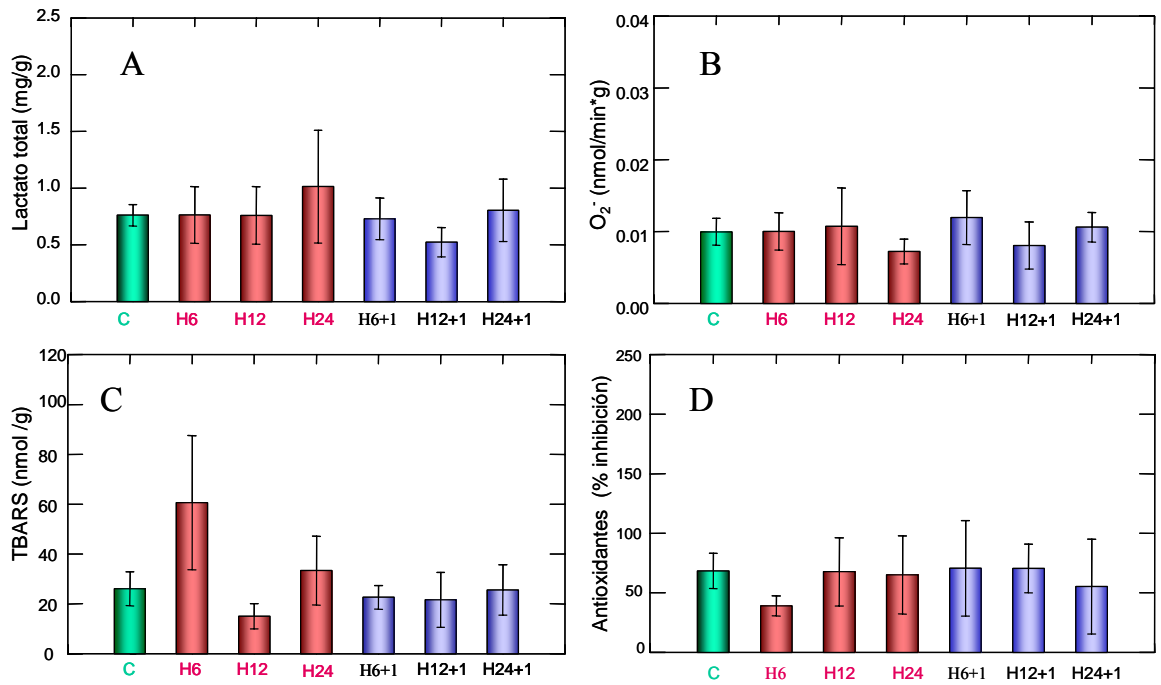 A
Lactato total (mg/g)
2.5
2.0
1.5
1.0
0.5
0.0
C H6 H12 H24 H6+1 H12+1 H24+1
B
O₂⁻ (nmol/min*g)
0.04
0.03
0.02
0.01
0.00
C H6 H12 H24 H6+1 H12+1 H24+1
C
TBARS (nmol /g)
120
100
80
60
40
20
0
C H6 H12 H24 H6+1 H12+1 H24+1
D
Antioxidantes (% inhibición)
250
200
150
100
50
0
C H6 H12 H24 H6+1 H12+1 H24+1